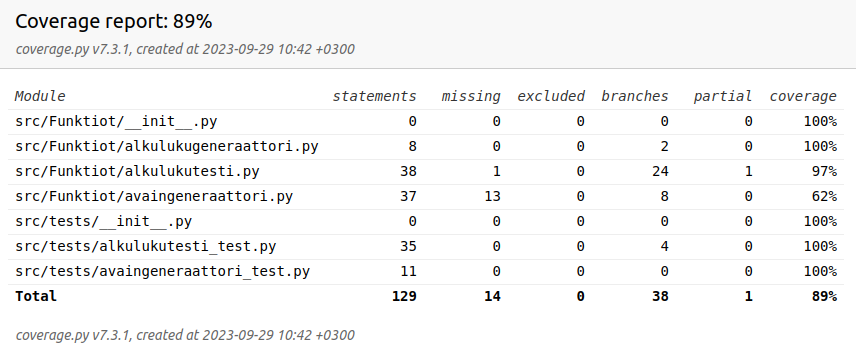 Coverage report: 89%
coverage.py v7.3.1, created at 2023-09-29 10:42 +0300
Module statements missing excluded branches partial coverage
src/Funktiot/__init__.py 0 0 0 0 0 100%
src/Funktiot/alkulukugeneraattori.py 8 0 0 2 0 100%
src/Funktiot/alkulukutesti.py 38 1 0 24 1 97%
src/Funktiot/avaingeneraattori.py 37 13 0 8 0 62%
src/tests/__init__.py 0 0 0 0 0 100%
src/tests/alkulukutesti_test.py 35 0 0 4 0 100%
src/tests/avaingeneraattori_test.py 11 0 0 0 0 100%
Total 129 14 0 38 1 89%
coverage.py v7.3.1, created at 2023-09-29 10:42 +0300